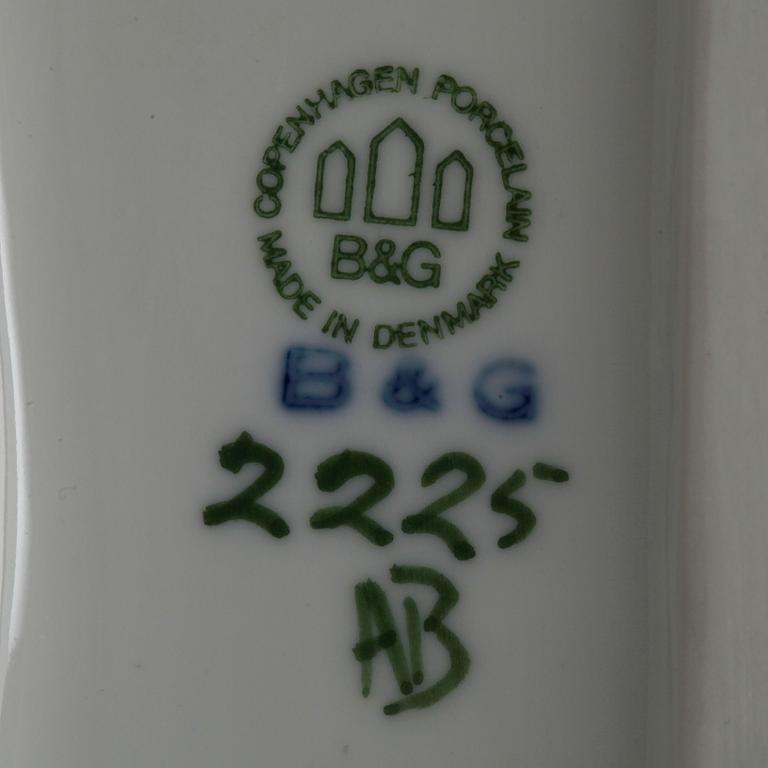 COPENHAGEN PORCELAIN
B&G
MADE IN DENMARK
B & G
2225
AB